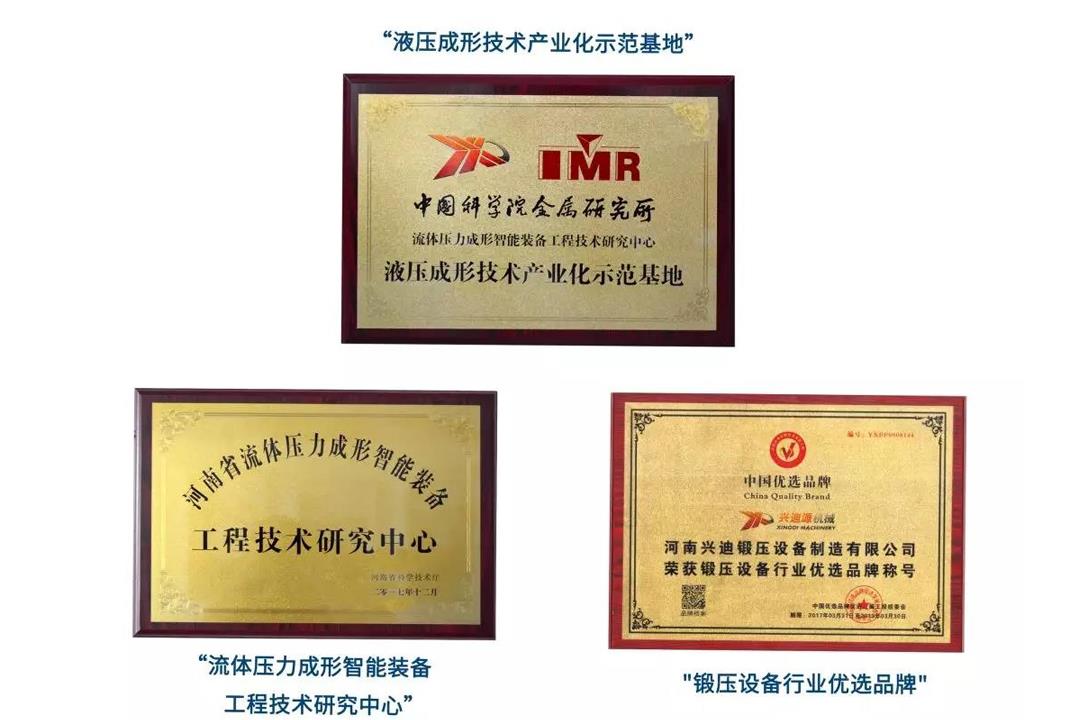 “液压成形技术产业化示范基地”
IMR
中国科学院金属研究所
流体压力成形智能装备工程技术研究中心
液压成形技术产业化示范基地
河南省流体压力成形智能装备
工程技术研究中心
河南省科学技术厅
二〇一七年十二月
“流体压力成形智能装备
工程技术研究中心”
中国优选品牌
China Quality Brand
兴迪源机械
XINGDI MACHINERY
河南兴迪锻压设备制造有限公司
荣获锻压设备行业优选品牌称号
品牌档案
"锻压设备行业优选品牌"